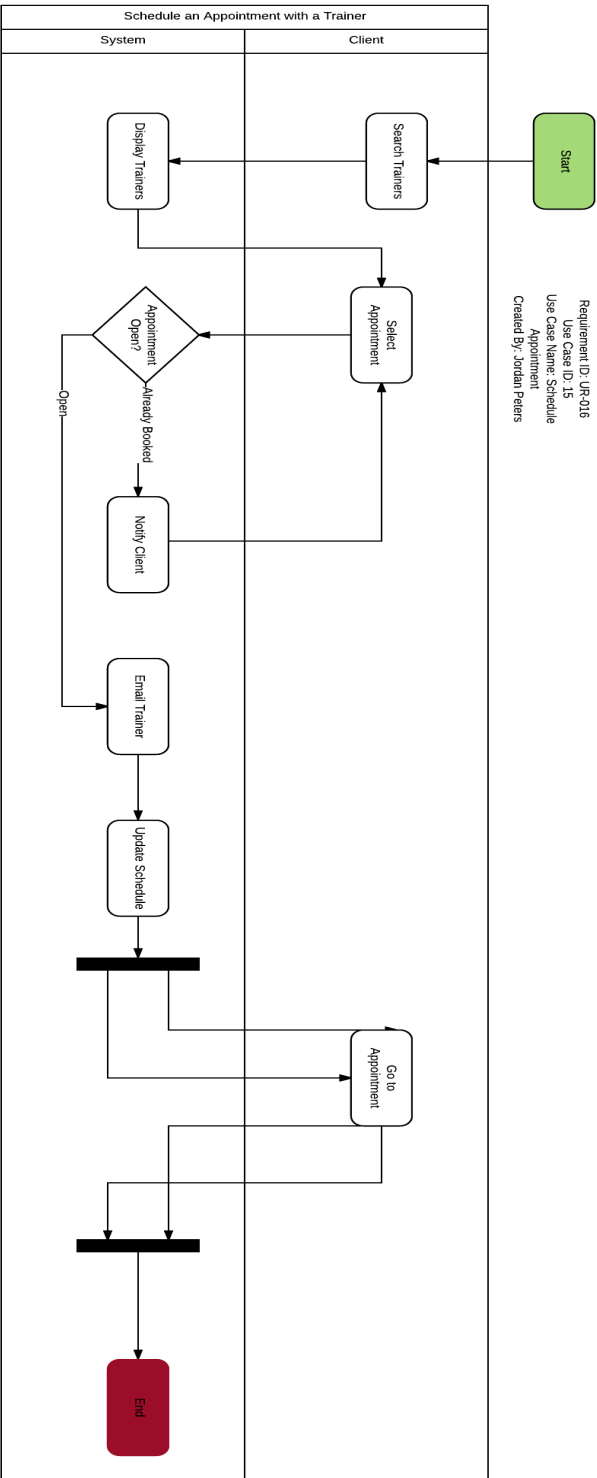 Schedule an Appointment with a Trainer
System
Client
Start
Requirement ID: UR-016
Use Case ID: 15
Use Case Name: Schedule
Appointment
Created By: Jordan Peters
Search Trainers
Display Trainers
Select
Appointment
Appointment
Open?
Already Booked
Open
Notify Client
Email Trainer
Update Schedule
Go to
Appointment
End